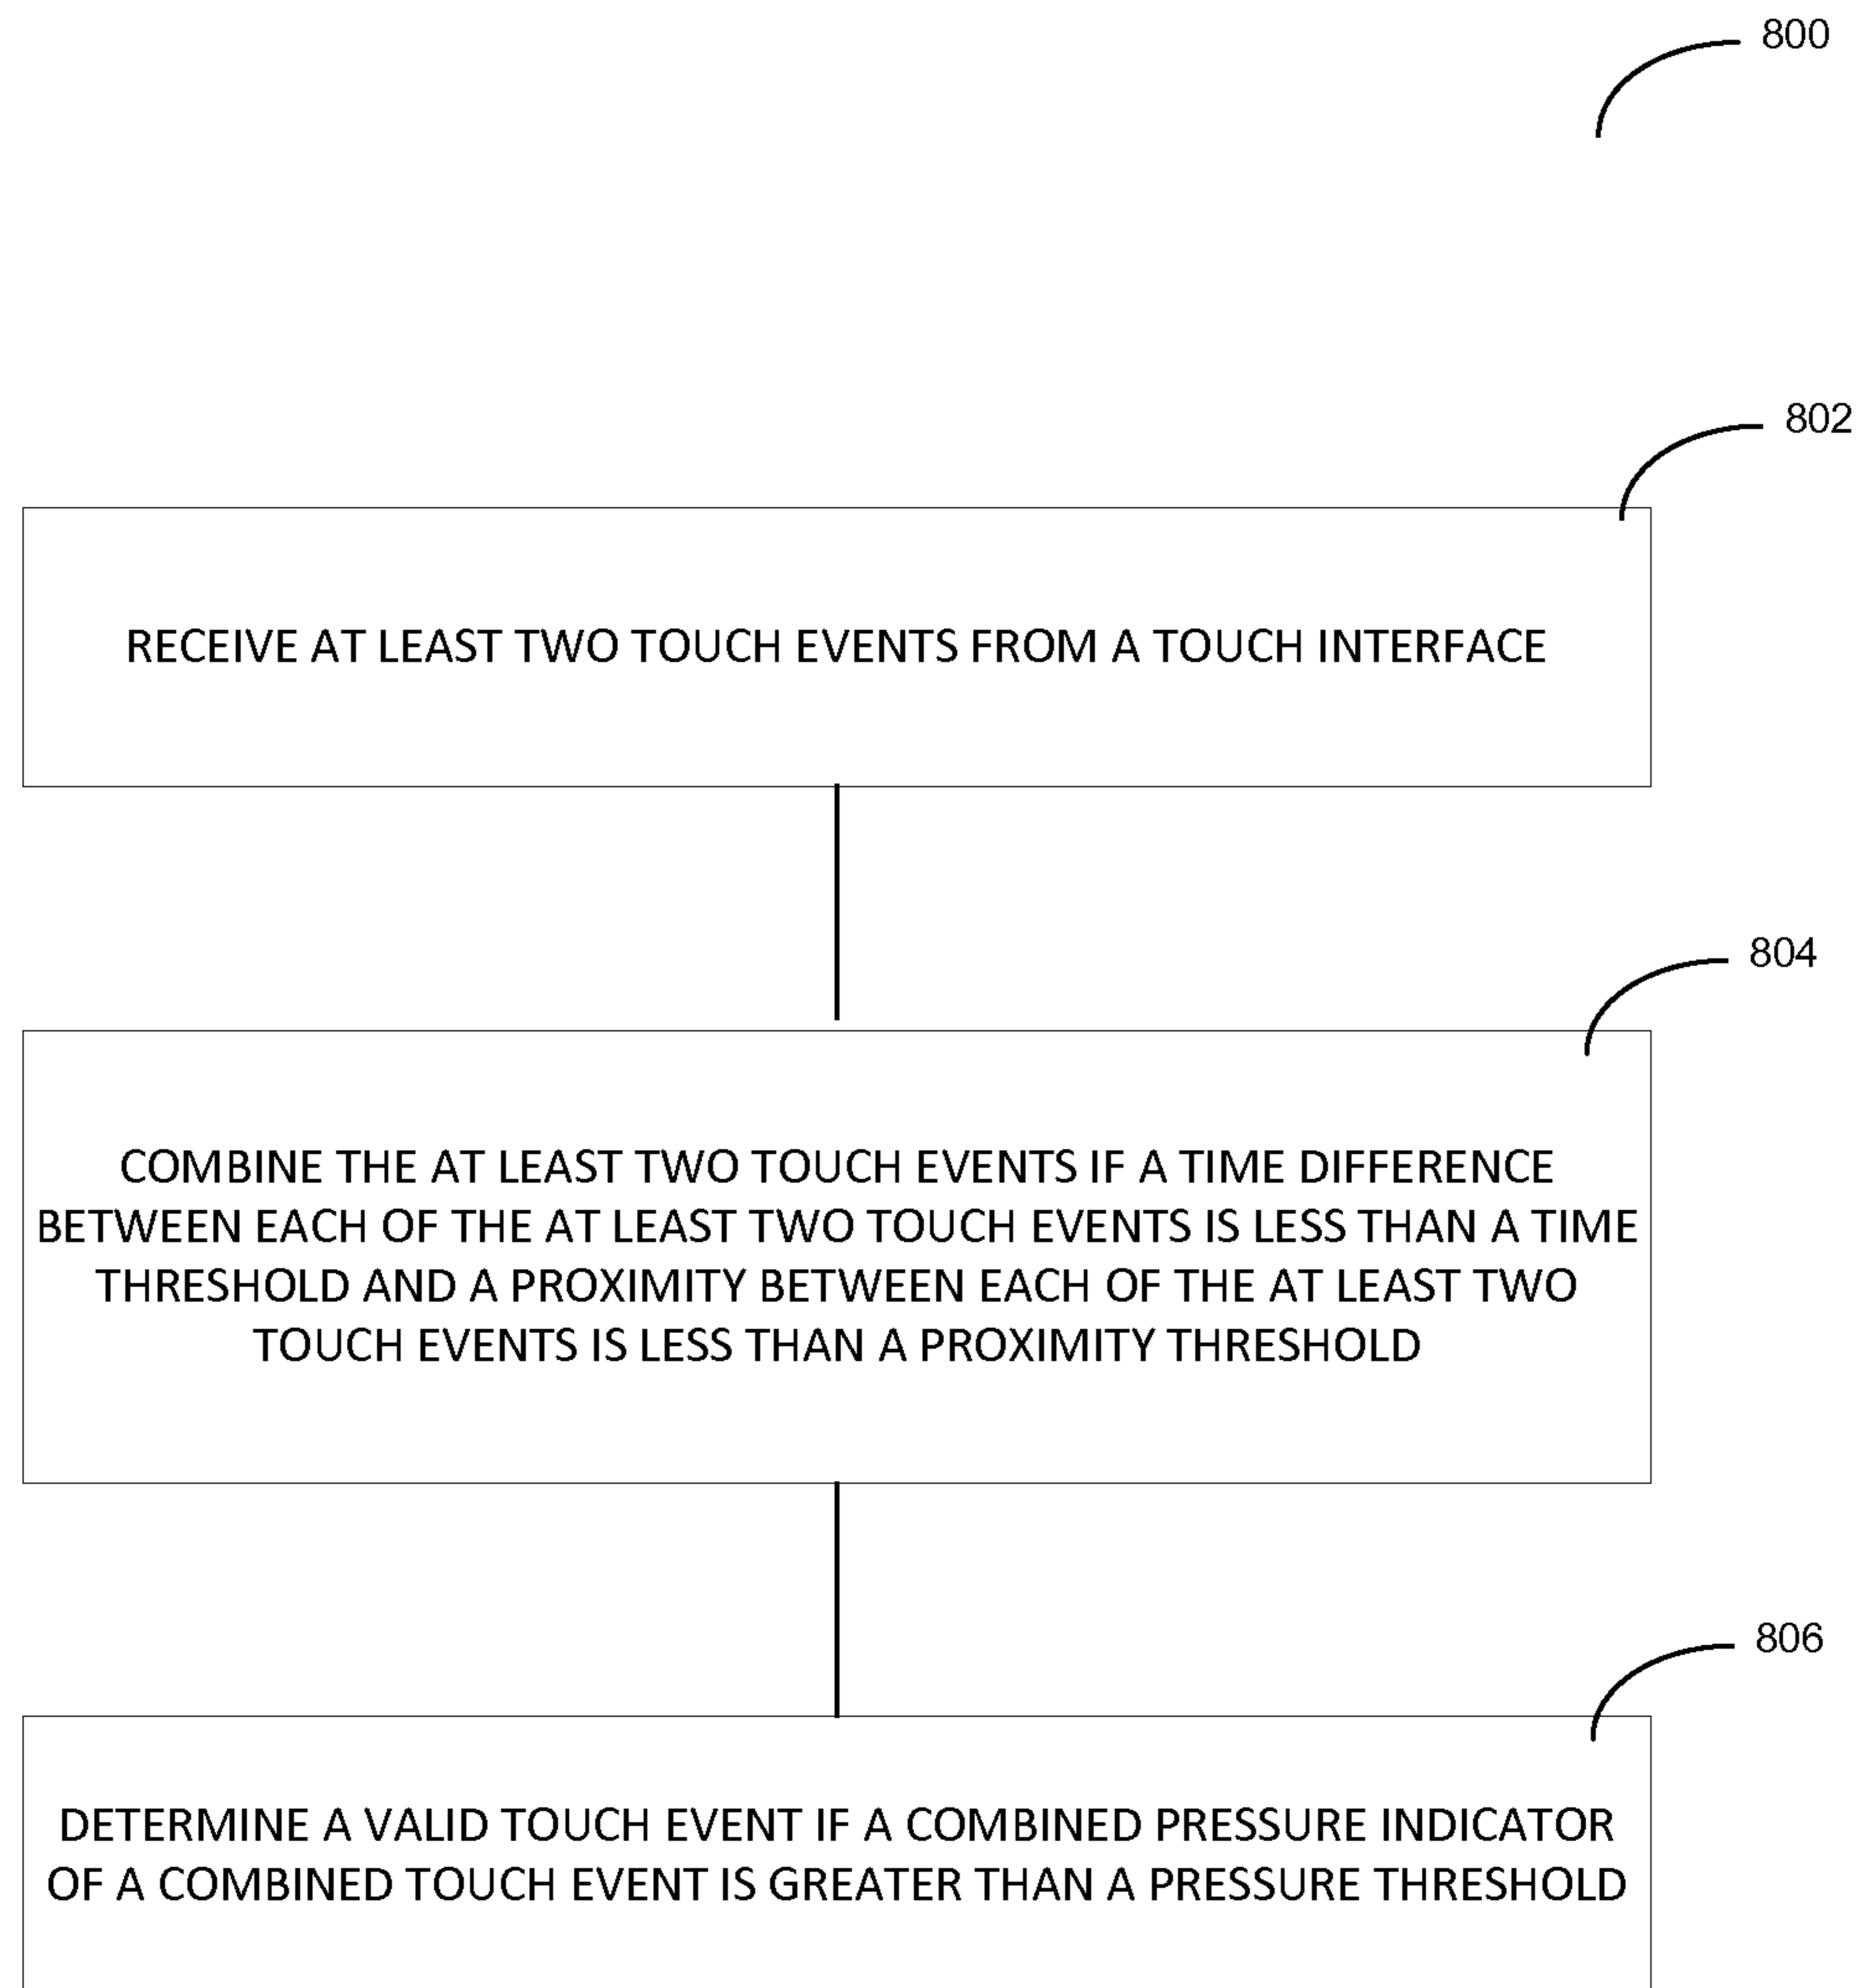 800
802
RECEIVE AT LEAST TWO TOUCH EVENTS FROM A TOUCH INTERFACE
804
COMBINE THE AT LEAST TWO TOUCH EVENTS IF A TIME DIFFERENCE
BETWEEN EACH OF THE AT LEAST TWO TOUCH EVENTS IS LESS THAN A TIME
THRESHOLD AND A PROXIMITY BETWEEN EACH OF THE AT LEAST TWO
TOUCH EVENTS IS LESS THAN A PROXIMITY THRESHOLD
806
DETERMINE A VALID TOUCH EVENT IF A COMBINED PRESSURE INDICATOR
OF A COMBINED TOUCH EVENT IS GREATER THAN A PRESSURE THRESHOLD